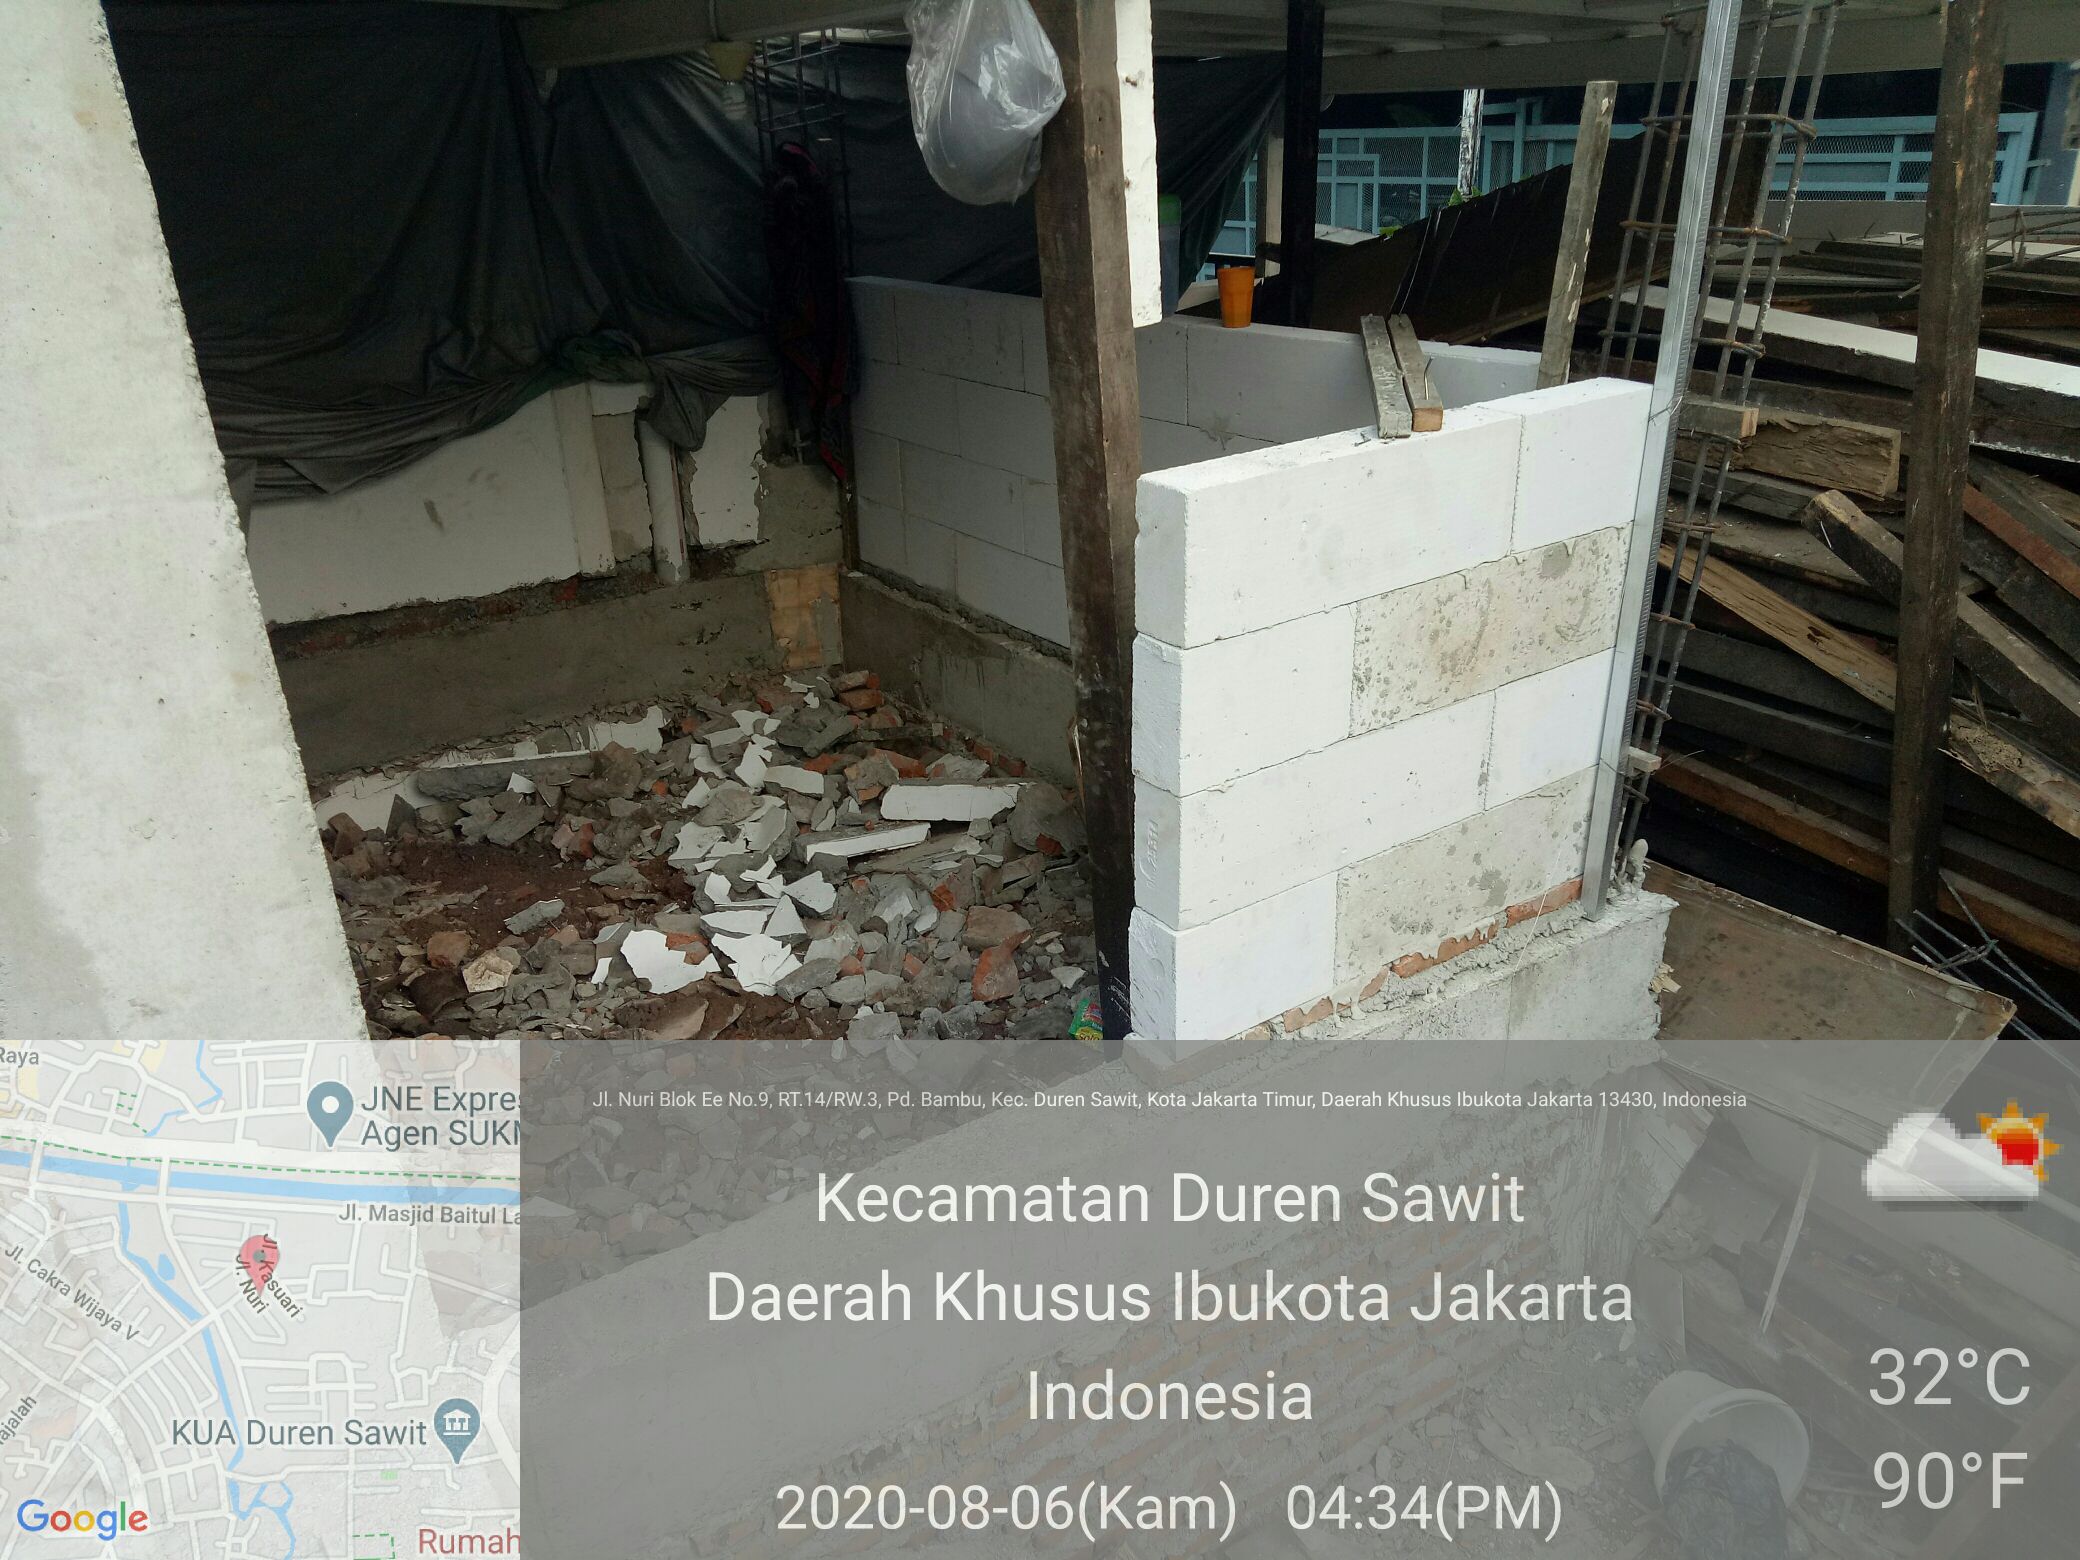 Raya
JNE Expre
Agen SUKM
Jl. Masjid Baitul La
Jl. Kasuari
Jl. Nuri
Jl. Cakra Wijaya V
ajalah
KUA Duren Sawit
Google
Rumah
Jl. Nuri Blok Ee No.9, RT.14/RW.3, Pd. Bambu, Kec. Duren Sawit, Kota Jakarta Timur, Daerah Khusus Ibukota Jakarta 13430, Indonesia
Kecamatan Duren Sawit
Daerah Khusus Ibukota Jakarta
Indonesia
2020-08-06(Kam) 04:34(PM)
32°C
90°F